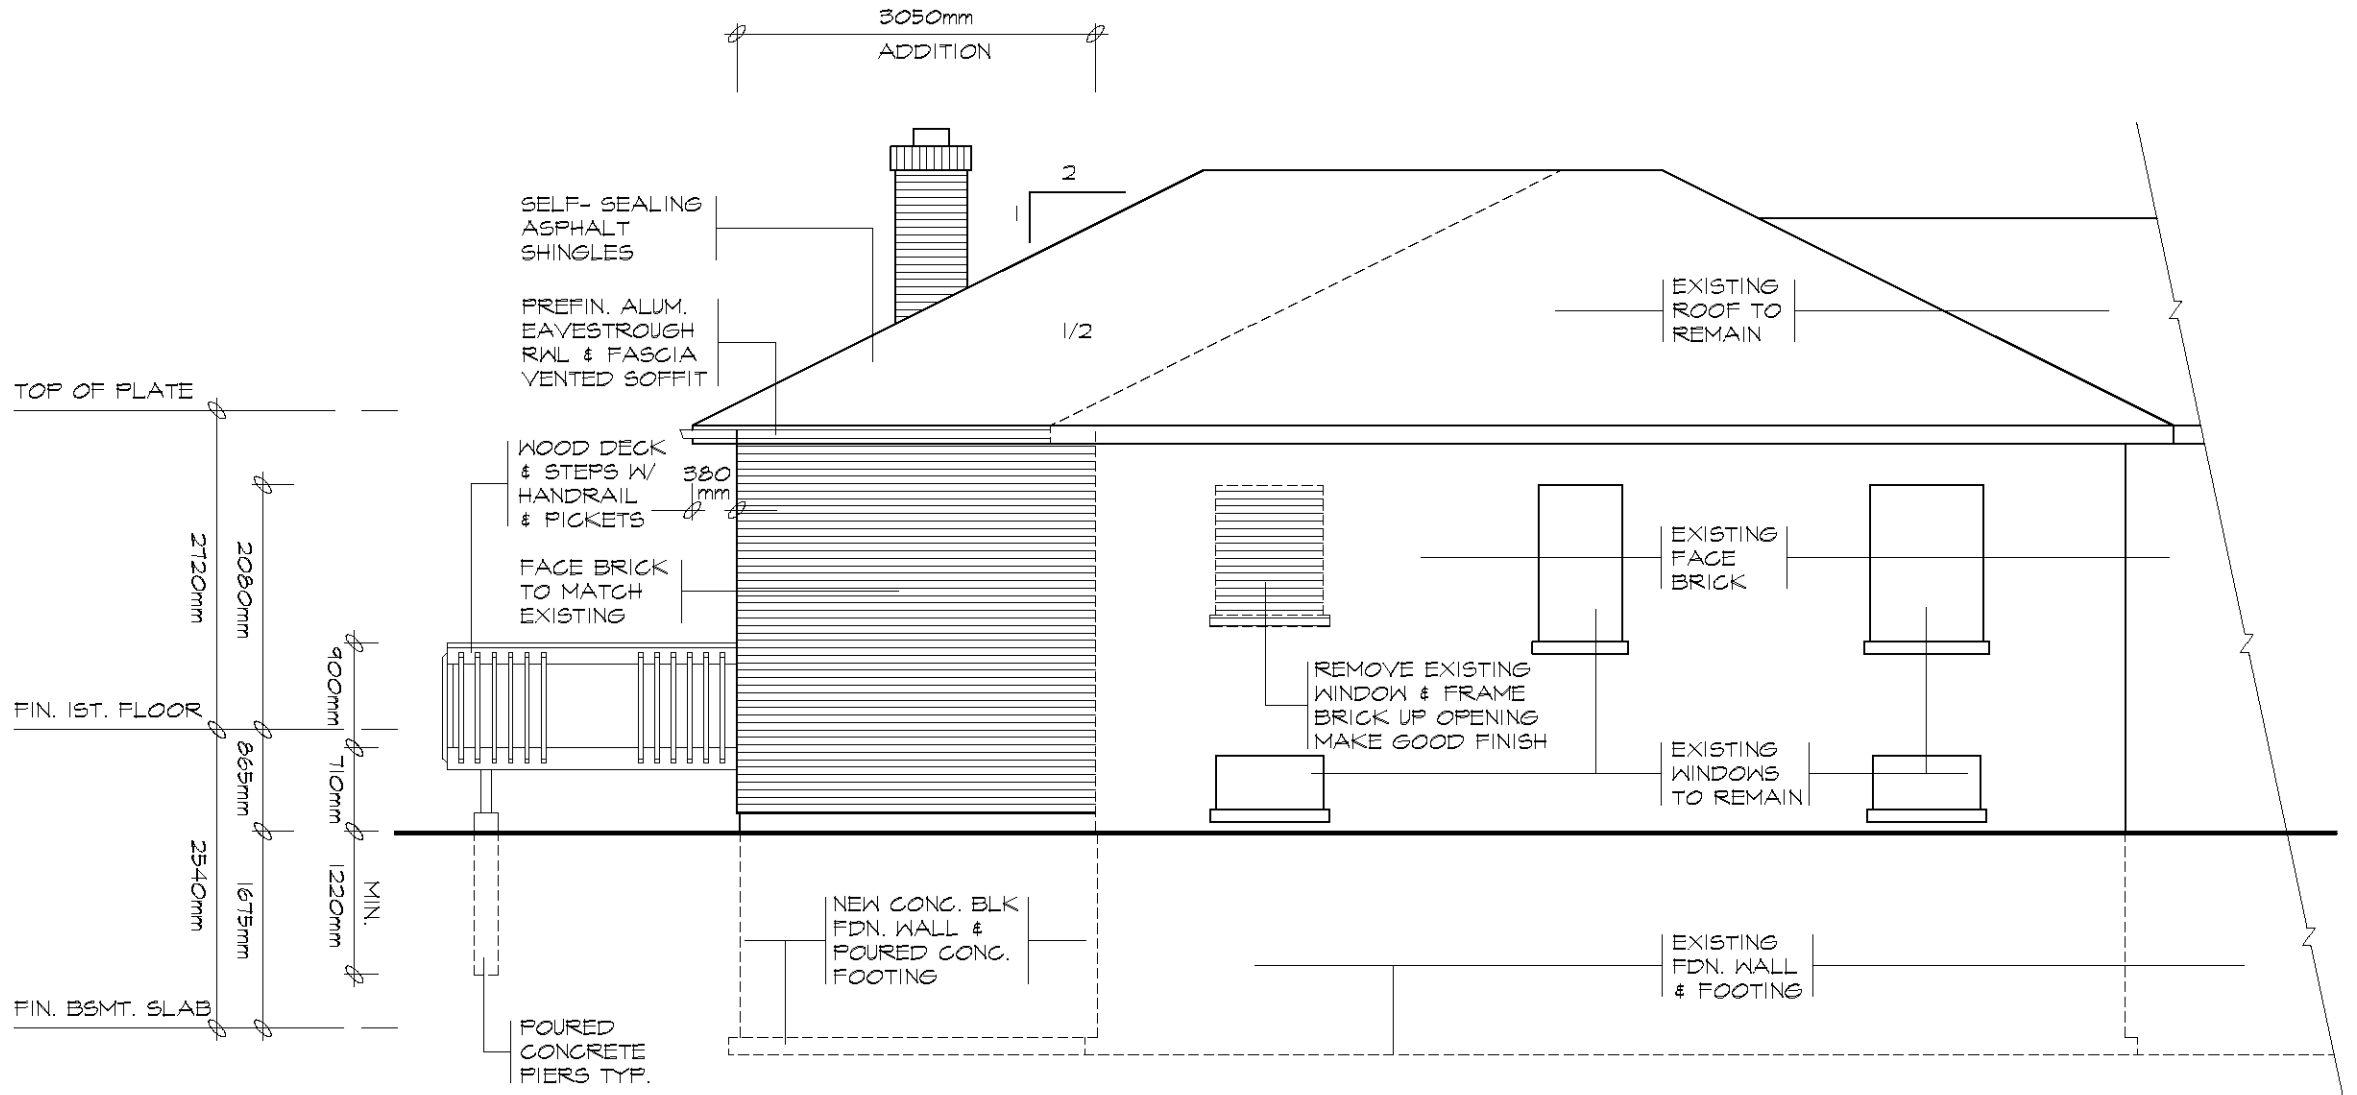 3050mm
ADDITION
2
1
SELF- SEALING
ASPHALT
SHINGLES
PREFIN. ALUM.
EAVESTROUGH
RWL & FASCIA
VENTED SOFFIT
1/2
EXISTING
ROOF TO
REMAIN
TOP OF PLATE
WOOD DECK
& STEPS W/
HANDRAIL
& PICKETS
380
mm
2720mm
2080mm
EXISTING
FACE
BRICK
FACE BRICK
TO MATCH
EXISTING
900mm
REMOVE EXISTING
WINDOW & FRAME
BRICK UP OPENING
MAKE GOOD FINISH
FIN. 1ST. FLOOR
865mm
710mm
EXISTING
WINDOWS
TO REMAIN
2540mm
1675mm
1220mm
MIN.
NEW CONC. BLK
FDN. WALL &
POURED CONC.
FOOTING
EXISTING
FDN. WALL
& FOOTING
FIN. BSMT. SLAB
POURED
CONCRETE
PIERS TYP.